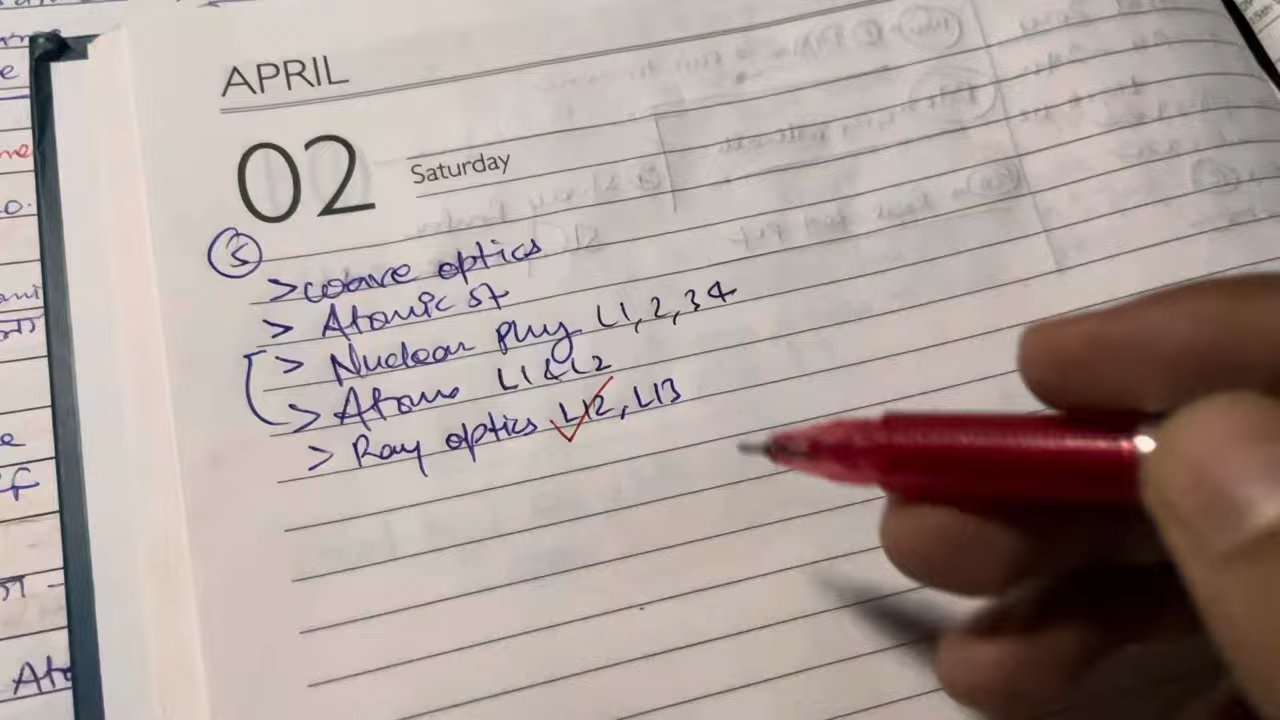 APRIL
02 Saturday
S
> wave optics
> Atomic st
> Nuclear phy L1, 2, 3 4
> Atoms L1 & L2
> Ray optics L12, L13
Ato